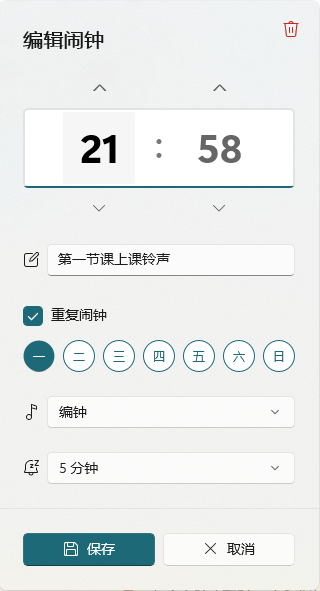 编辑闹钟
21 : 58
第一节课上课铃声
重复闹钟
一 二 三 四 五 六 日
编钟
5 分钟
保存 取消